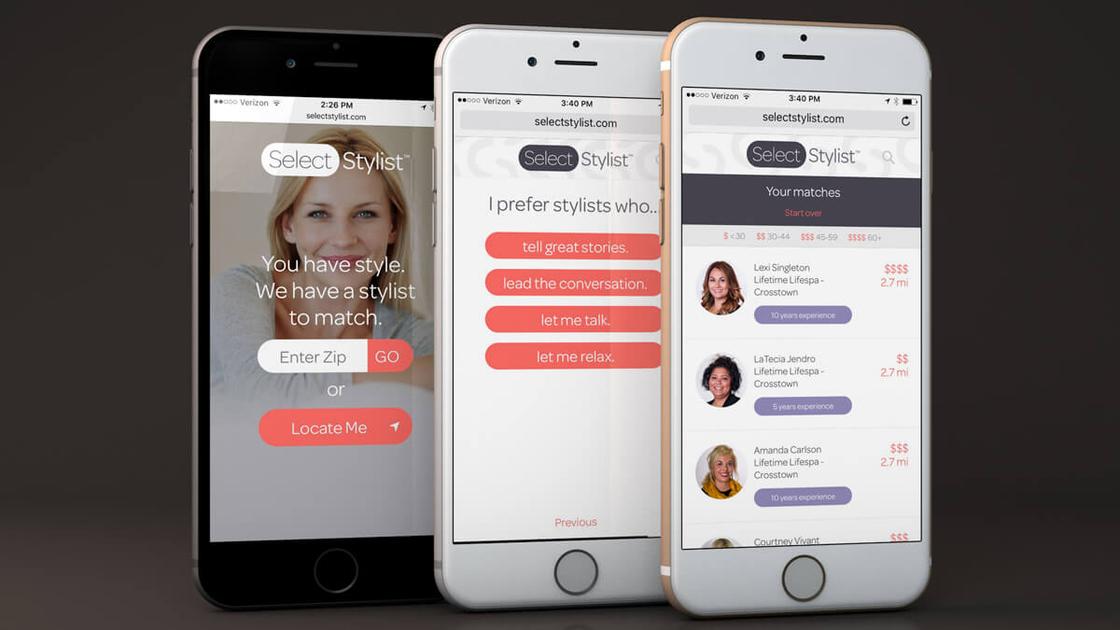 Verizon 2:26 PM
selectstylist.com
Select Stylist™
You have style.
We have a stylist
to match.
Enter Zip GO
or
Locate Me
Verizon 3:40 PM
selectstylist.com
Select Stylist™
I prefer stylists who...
tell great stories.
lead the conversation.
let me talk.
let me relax.
Previous
Verizon 3:40 PM
selectstylist.com
Select Stylist™
Your matches
Start over
$ <30 $$ 30-44 $$$ 45-59 $$$$ 60+
Lexi Singleton $$$$
Lifetime Lifespa - 2.7 mi
Crosstown
10 years experience
LaTecia Jendro $$
Lifetime Lifespa - 2.7 mi
Crosstown
5 years experience
Amanda Carlson $$$
Lifetime Lifespa - 2.7 mi
Crosstown
10 years experience
Courtney Vivant $$$